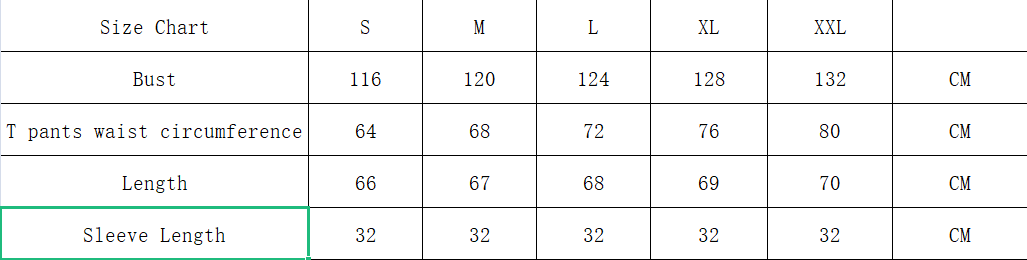 Size Chart S M L XL XXL
Bust 116 120 124 128 132 CM
T pants waist circumference 64 68 72 76 80 CM
Length 66 67 68 69 70 CM
Sleeve Length 32 32 32 32 32 CM